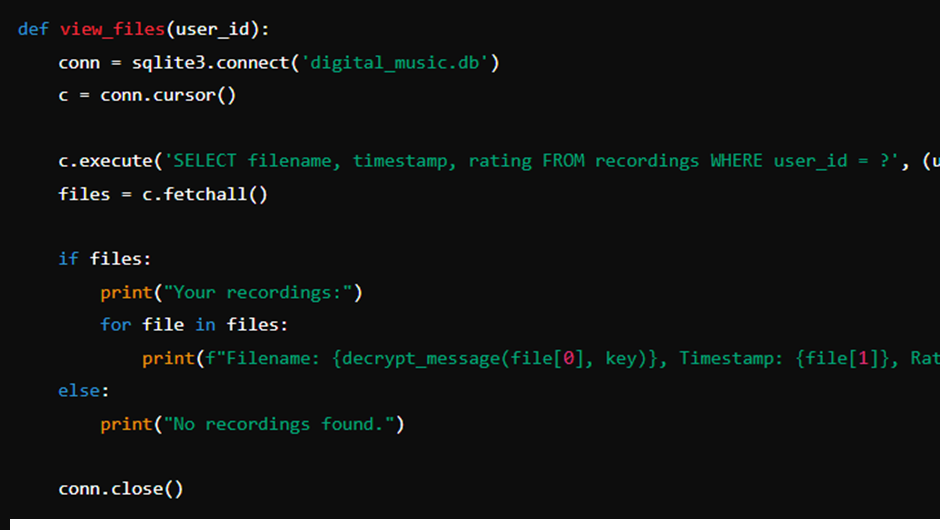 def view_files(user_id):
    conn = sqlite3.connect('digital_music.db')
    c = conn.cursor()

    c.execute('SELECT filename, timestamp, rating FROM recordings WHERE user_id = ?', (u
    files = c.fetchall()

    if files:
        print("Your recordings:")
        for file in files:
            print(f"Filename: {decrypt_message(file[0], key)}, Timestamp: {file[1]}, Rat
    else:
        print("No recordings found.")

    conn.close()